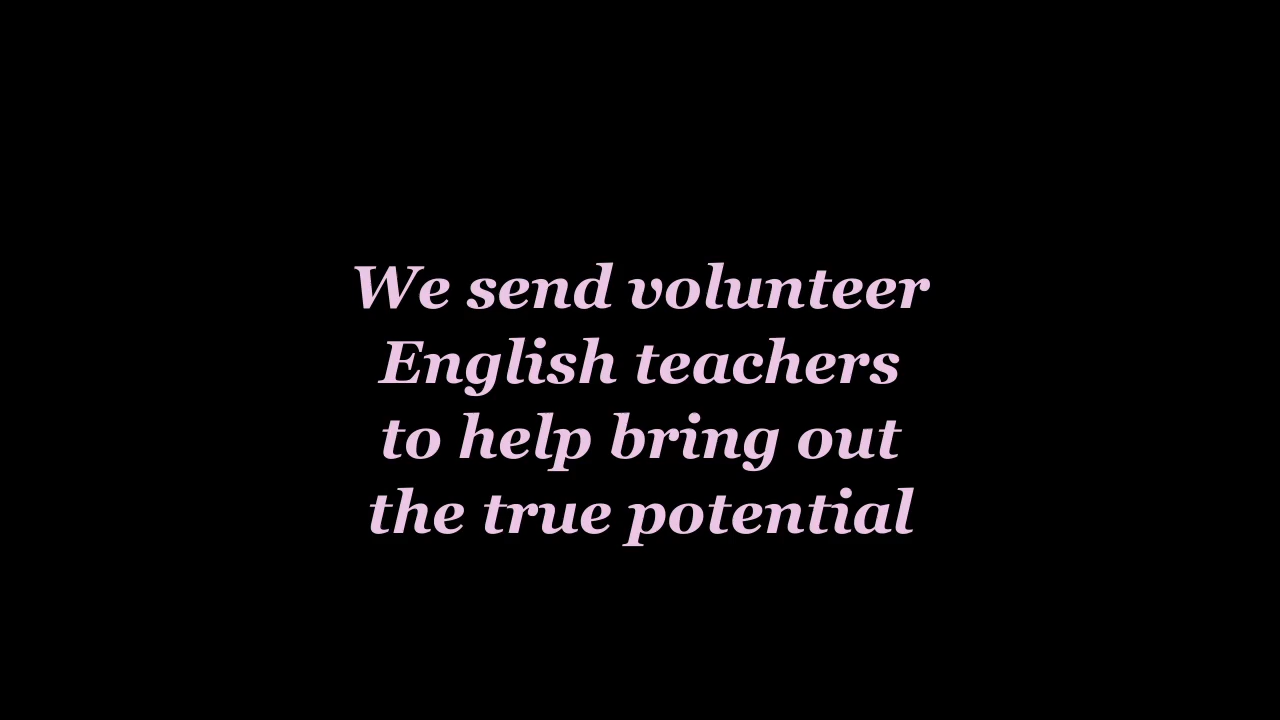 We send volunteer
English teachers
to help bring out
the true potential